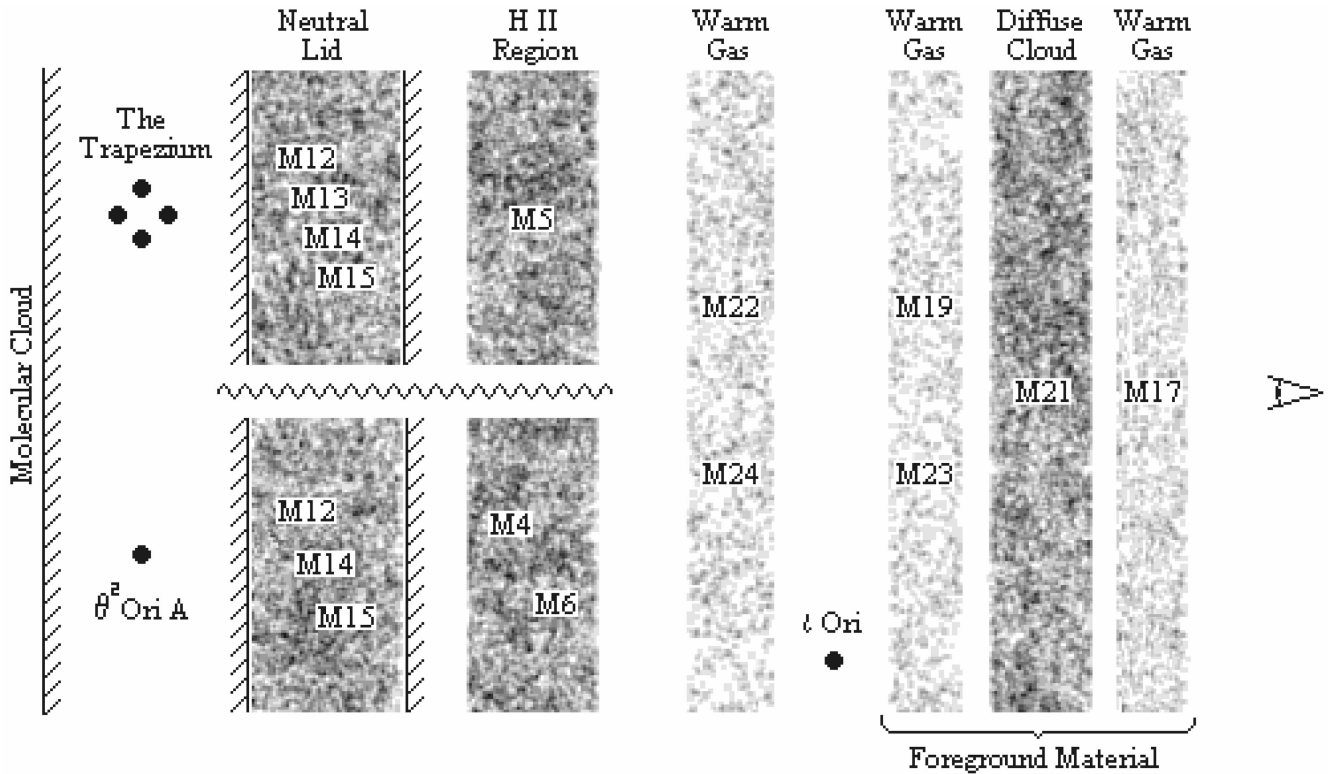 Neutral
Lid
H II
Region
Warm
Gas
Warm
Gas
Diffuse
Cloud
Warm
Gas
The
Trapezium
M12
M13
M14
M15
M5
M22
M19
M21
M17
Molecular Cloud
M24
M23
M12
M14
M15
M4
M6
θ² Ori A
ι Ori
Foreground Material